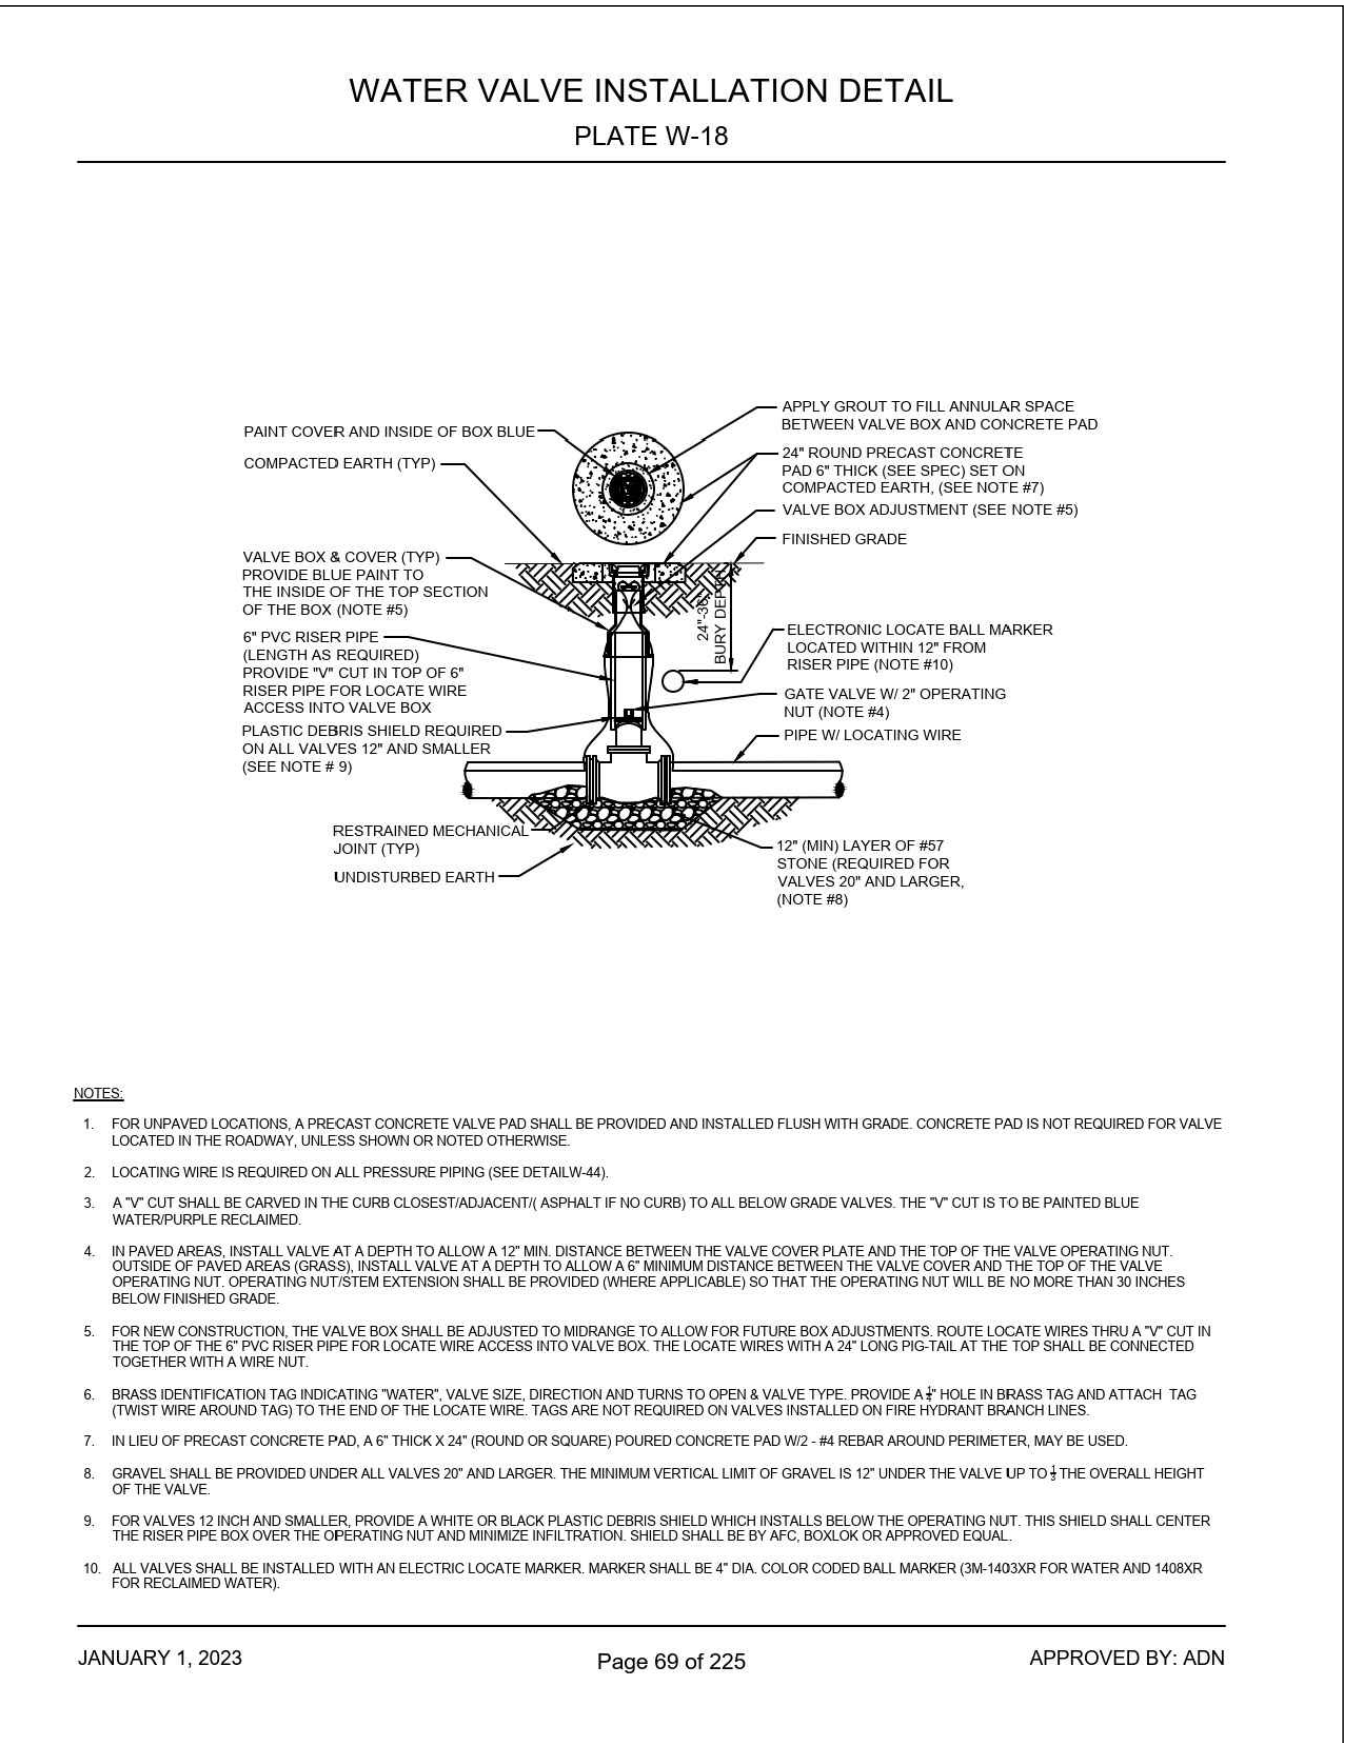 WATER VALVE INSTALLATION DETAIL
PLATE W-18
PAINT COVER AND INSIDE OF BOX BLUE
COMPACTED EARTH (TYP)
VALVE BOX & COVER (TYP)
PROVIDE BLUE PAINT TO
THE INSIDE OF THE TOP SECTION
OF THE BOX (NOTE #5)
6" PVC RISER PIPE
(LENGTH AS REQUIRED)
PROVIDE "V" CUT IN TOP OF 6"
RISER PIPE FOR LOCATE WIRE
ACCESS INTO VALVE BOX
PLASTIC DEBRIS SHIELD REQUIRED
ON ALL VALVES 12" AND SMALLER
(SEE NOTE # 9)
RESTRAINED MECHANICAL
JOINT (TYP)
UNDISTURBED EARTH
APPLY GROUT TO FILL ANNULAR SPACE
BETWEEN VALVE BOX AND CONCRETE PAD
24" ROUND PRECAST CONCRETE
PAD 6" THICK (SEE SPEC) SET ON
COMPACTED EARTH, (SEE NOTE #7)
VALVE BOX ADJUSTMENT (SEE NOTE #5)
FINISHED GRADE
24"-36"
BURY DEPTH
ELECTRONIC LOCATE BALL MARKER
LOCATED WITHIN 12" FROM
RISER PIPE (NOTE #10)
GATE VALVE W/ 2" OPERATING
NUT (NOTE #4)
PIPE W/ LOCATING WIRE
12" (MIN) LAYER OF #57
STONE (REQUIRED FOR
VALVES 20" AND LARGER,
(NOTE #8)
NOTES:
1. FOR UNPAVED LOCATIONS, A PRECAST CONCRETE VALVE PAD SHALL BE PROVIDED AND INSTALLED FLUSH WITH GRADE. CONCRETE PAD IS NOT REQUIRED FOR VALVE
LOCATED IN THE ROADWAY, UNLESS SHOWN OR NOTED OTHERWISE.
2. LOCATING WIRE IS REQUIRED ON ALL PRESSURE PIPING (SEE DETAILW-44).
3. A "V" CUT SHALL BE CARVED IN THE CURB CLOSEST/ADJACENT/( ASPHALT IF NO CURB) TO ALL BELOW GRADE VALVES. THE "V" CUT IS TO BE PAINTED BLUE
WATER/PURPLE RECLAIMED.
4. IN PAVED AREAS, INSTALL VALVE AT A DEPTH TO ALLOW A 12" MIN. DISTANCE BETWEEN THE VALVE COVER PLATE AND THE TOP OF THE VALVE OPERATING NUT.
OUTSIDE OF PAVED AREAS (GRASS), INSTALL VALVE AT A DEPTH TO ALLOW A 6" MINIMUM DISTANCE BETWEEN THE VALVE COVER AND THE TOP OF THE VALVE
OPERATING NUT. OPERATING NUT/STEM EXTENSION SHALL BE PROVIDED (WHERE APPLICABLE) SO THAT THE OPERATING NUT WILL BE NO MORE THAN 30 INCHES
BELOW FINISHED GRADE.
5. FOR NEW CONSTRUCTION, THE VALVE BOX SHALL BE ADJUSTED TO MIDRANGE TO ALLOW FOR FUTURE BOX ADJUSTMENTS. ROUTE LOCATE WIRES THRU A "V" CUT IN
THE TOP OF THE 6" PVC RISER PIPE FOR LOCATE WIRE ACCESS INTO VALVE BOX. THE LOCATE WIRES WITH A 24" LONG PIG-TAIL AT THE TOP SHALL BE CONNECTED
TOGETHER WITH A WIRE NUT.
6. BRASS IDENTIFICATION TAG INDICATING "WATER", VALVE SIZE, DIRECTION AND TURNS TO OPEN & VALVE TYPE. PROVIDE A " HOLE IN BRASS TAG AND ATTACH TAG
(TWIST WIRE AROUND TAG) TO THE END OF THE LOCATE WIRE. TAGS ARE NOT REQUIRED ON VALVES INSTALLED ON FIRE HYDRANT BRANCH LINES.
7. IN LIEU OF PRECAST CONCRETE PAD, A 6" THICK X 24" (ROUND OR SQUARE) POURED CONCRETE PAD W/2 - #4 REBAR AROUND PERIMETER, MAY BE USED.
8. GRAVEL SHALL BE PROVIDED UNDER ALL VALVES 20" AND LARGER. THE MINIMUM VERTICAL LIMIT OF GRAVEL IS 12" UNDER THE VALVE UP TO ⅓ THE OVERALL HEIGHT
OF THE VALVE.
9. FOR VALVES 12 INCH AND SMALLER, PROVIDE A WHITE OR BLACK PLASTIC DEBRIS SHIELD WHICH INSTALLS BELOW THE OPERATING NUT. THIS SHIELD SHALL CENTER
THE RISER PIPE BOX OVER THE OPERATING NUT AND MINIMIZE INFILTRATION. SHIELD SHALL BE BY AFC, BOXLOK OR APPROVED EQUAL.
10. ALL VALVES SHALL BE INSTALLED WITH AN ELECTRIC LOCATE MARKER. MARKER SHALL BE 4" DIA. COLOR CODED BALL MARKER (3M-1403XR FOR WATER AND 1408XR
FOR RECLAIMED WATER).
JANUARY 1, 2023
Page 69 of 225
APPROVED BY: ADN